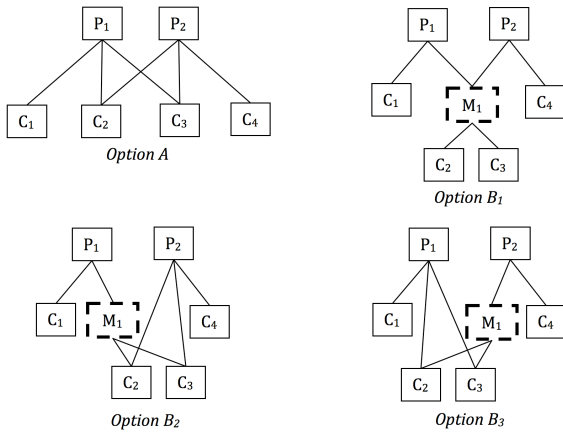 P₁ P₂
C₁ C₂ C₃ C₄
Option A
P₁ P₂
C₁ M₁ C₄
C₂ C₃
Option B₁
P₁ P₂
C₁ M₁ C₄
C₂ C₃
Option B₂
P₁ P₂
C₁ M₁ C₄
C₂ C₃
Option B₃